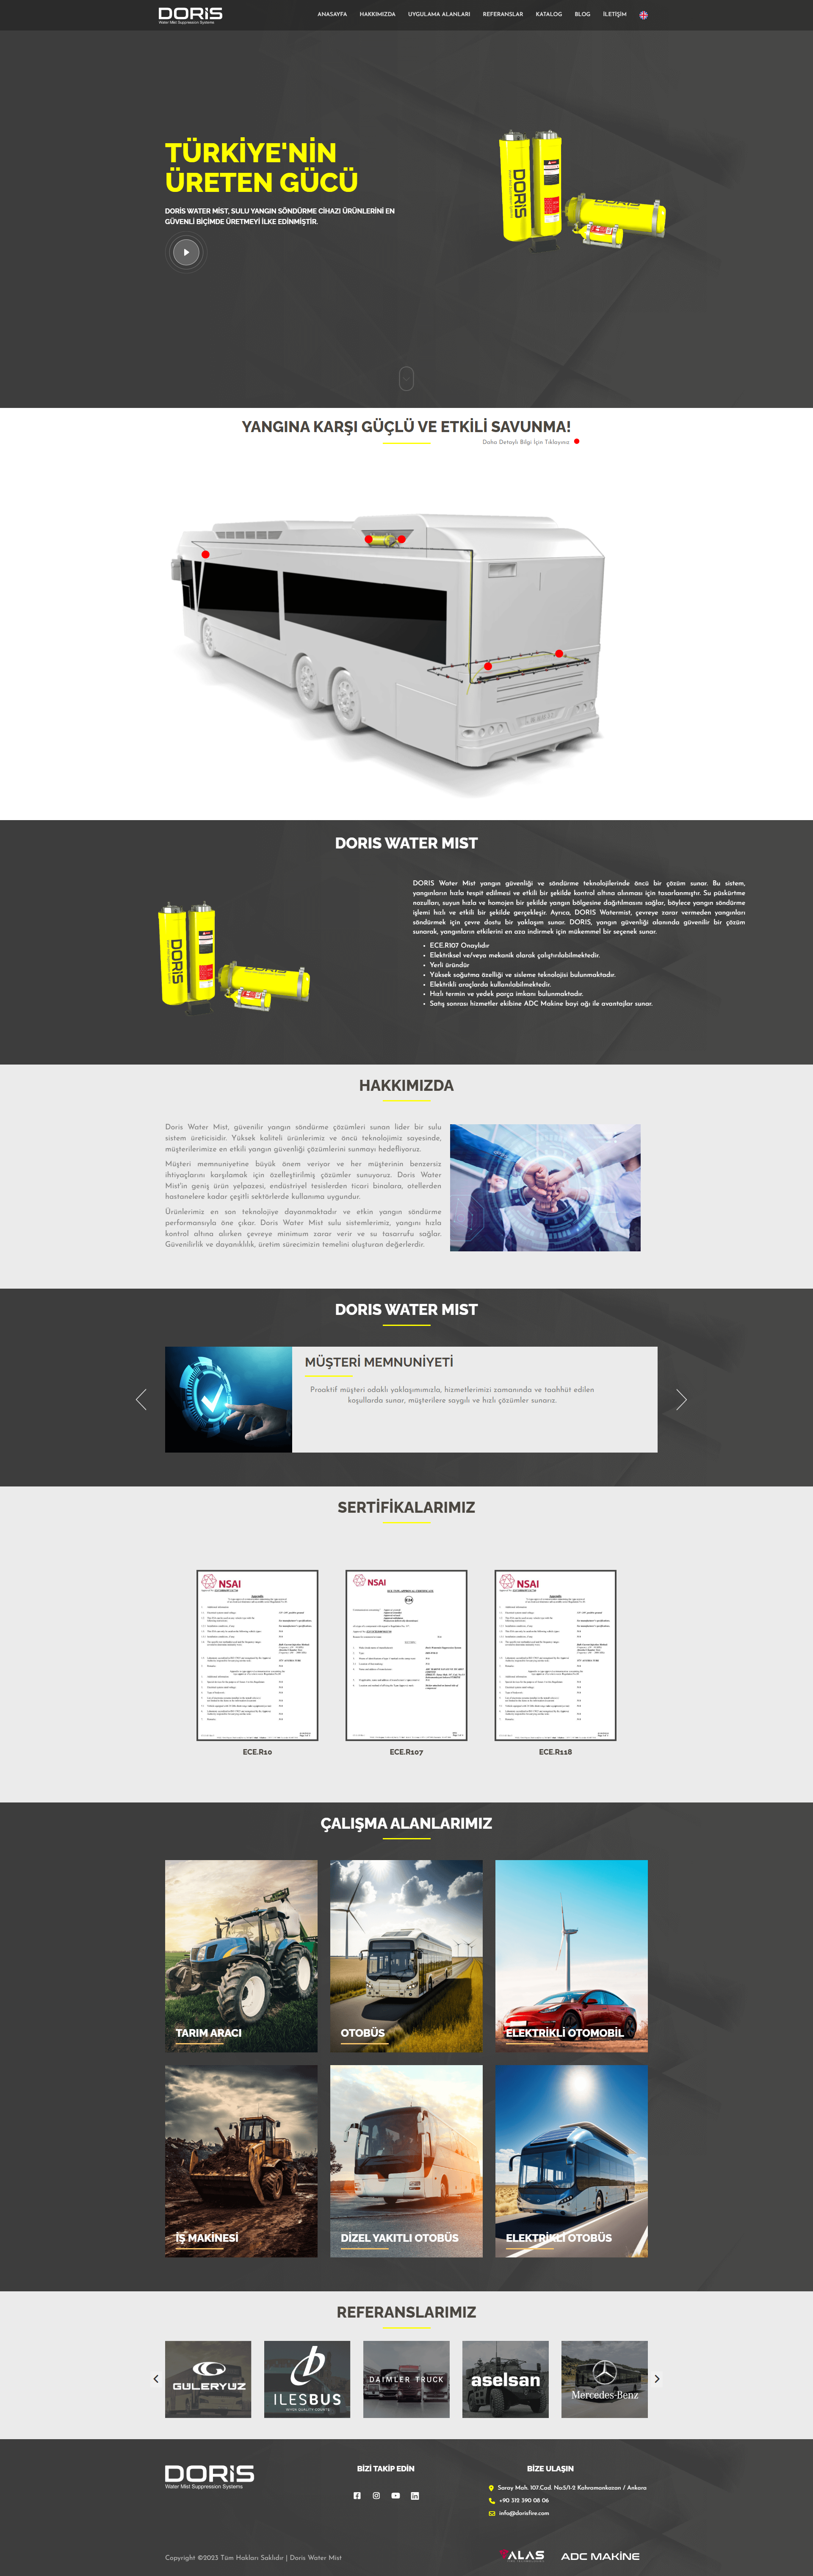 DORIS
Water Mist Suppression Systems
ANASAYFA HAKKIMIZDA UYGULAMA ALANLARI REFERANSLAR KATALOG BLOG İLETİŞİM
TÜRKİYE'NİN
ÜRETEN GÜCÜ
DORİS WATER MİST, SULU YANGIN SÖNDÜRME CİHAZI ÜRÜNLERİNİ EN
GÜVENLİ BİÇİMDE ÜRETMEYİ İLKE EDİNMİŞTİR.
DORIS
YANGINA KARŞI GÜÇLÜ VE ETKİLİ SAVUNMA!
Daha Detaylı Bilgi İçin Tıklayınız
DORIS WATER MIST
DORIS Water Mist yangın güvenliği ve söndürme teknolojilerinde öncü bir çözüm sunar. Bu sistem,
yangınların hızla tespit edilmesi ve etkili bir şekilde kontrol altına alınması için tasarlanmıştır. Su püskürtme
nozulları, suyun hızla ve homojen bir şekilde yangın bölgesine dağıtılmasını sağlar, böylece yangın söndürme
işlemi hızlı ve etkili bir şekilde gerçekleşir. Ayrıca, DORIS Watermist, çevreye zarar vermeden yangınları
söndürmek için çevre dostu bir yaklaşım sunar. DORIS, yangın güvenliği alanında güvenilir bir çözüm
sunarak, yangınların etkilerini en aza indirmek için mükemmel bir seçenek sunar.
• ECE.R107 Onaylıdır
• Elektriksel ve/veya mekanik olarak çalıştırılabilmektedir.
• Yerli üründür
• Yüksek soğutma özelliği ve sisleme teknolojisi bulunmaktadır.
• Elektrikli araçlarda kullanılabilmektedir.
• Hızlı termin ve yedek parça imkanı bulunmaktadır.
• Satış sonrası hizmetler ekibine ADC Makine bayi ağı ile avantajlar sunar.
DORIS
HAKKIMIZDA
Doris Water Mist, güvenilir yangın söndürme çözümleri sunan lider bir sulu
sistem üreticisidir. Yüksek kaliteli ürünlerimiz ve öncü teknolojimiz sayesinde,
müşterilerimize en etkili yangın güvenliği çözümlerini sunmayı hedefliyoruz.
Müşteri memnuniyetine büyük önem veriyor ve her müşterinin benzersiz
ihtiyaçlarını karşılamak için özelleştirilmiş çözümler sunuyoruz. Doris Water
Mist'in geniş ürün yelpazesi, endüstriyel tesislerden ticari binalara, otellerden
hastanelere kadar çeşitli sektörlerde kullanıma uygundur.
Ürünlerimiz en son teknolojiye dayanmaktadır ve etkin yangın söndürme
performansıyla öne çıkar. Doris Water Mist sulu sistemlerimiz, yangını hızla
kontrol altına alırken çevreye minimum zarar verir ve su tasarrufu sağlar.
Güvenilirlik ve dayanıklılık, üretim sürecimizin temelini oluşturan değerlerdir.
DORIS WATER MIST
MÜŞTERİ MEMNUNİYETİ
Proaktif müşteri odaklı yaklaşımımızla, hizmetlerimizi zamanında ve taahhüt edilen
koşullarda sunar, müşterilere saygılı ve hızlı çözümler sunarız.
SERTİFİKALARIMIZ
NSAI
NSAI
NSAI
ECE.R10
ECE.R107
ECE.R118
ÇALIŞMA ALANLARIMIZ
TARIM ARACI
OTOBÜS
ELEKTRİKLİ OTOMOBİL
İŞ MAKİNESİ
DİZEL YAKITLI OTOBÜS
ELEKTRİKLİ OTOBÜS
REFERANSLARIMIZ
GULERYUZ
ILESBUS
DAIMLER TRUCK
aselsan
Mercedes-Benz
DORIS
Water Mist Suppression Systems
BİZİ TAKİP EDİN
BİZE ULAŞIN
Saray Mah. 107.Cad. No:5/1-2 Kahramankazan / Ankara
+90 312 390 08 06
info@dorisfire.com
Copyright ©2023 Tüm Hakları Saklıdır | Doris Water Mist
ALAS
ADC MAKİNE